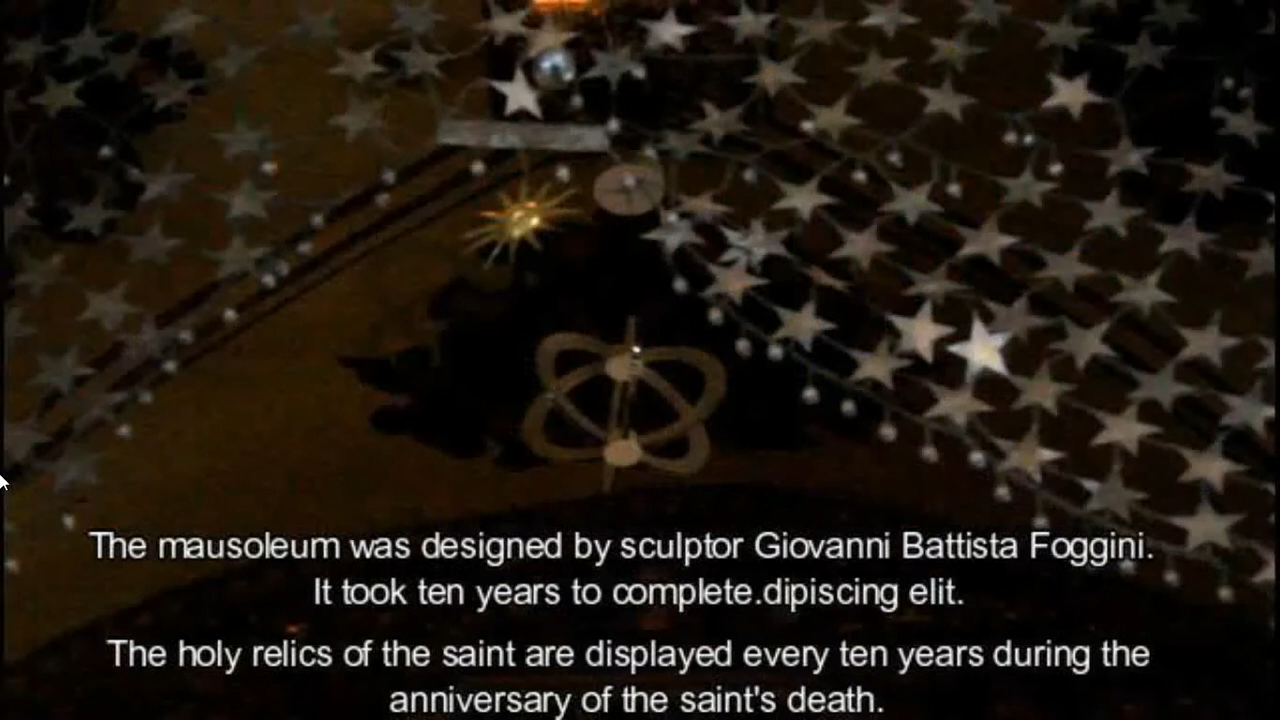 The mausoleum was designed by sculptor Giovanni Battista Foggini.
It took ten years to complete.dipiscing elit.
The holy relics of the saint are displayed every ten years during the
anniversary of the saint's death.